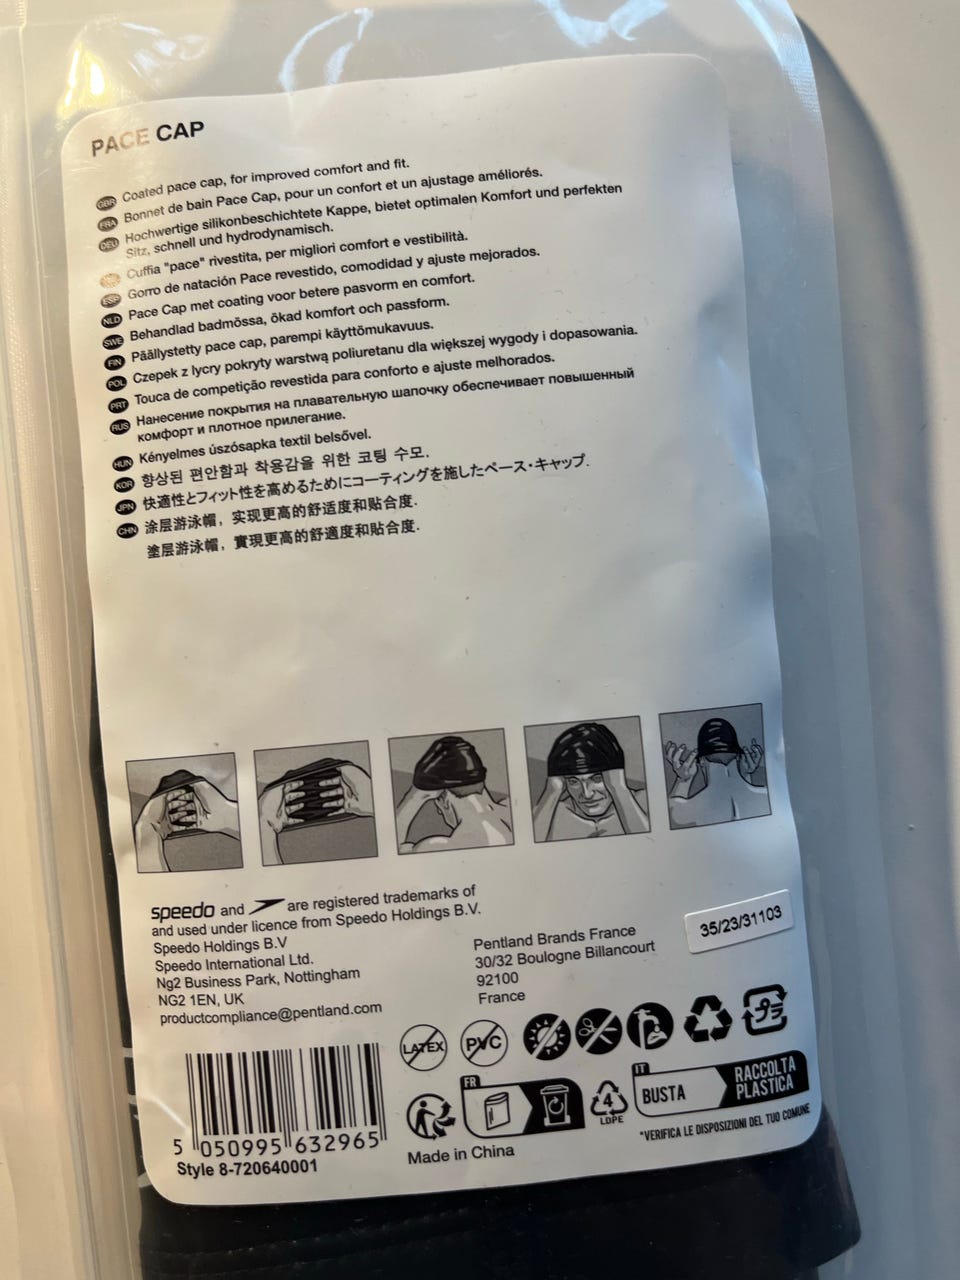 PACE CAP
GBR Coated pace cap, for improved comfort and fit.
FRA Bonnet de bain Pace Cap, pour un confort et un ajustage améliorés.
DEU Hochwertige silikonbeschichtete Kappe, bietet optimalen Komfort und perfekten
Sitz, schnell und hydrodynamisch.
Cuffia "pace" rivestita, per migliori comfort e vestibilità.
ESP Gorro de natación Pace revestido, comodidad y ajuste mejorados.
NLD Pace Cap met coating voor betere pasvorm en comfort.
SWE Behandlad badmössa, ökad komfort och passform.
FIN Päällystetty pace cap, parempi käyttömukavuus.
POL Czepek z lycry pokryty warstwą poliuretanu dla większej wygody i dopasowania.
PRT Touca de competição revestida para conforto e ajuste melhorados.
RUS Нанесение покрытия на плавательную шапочку обеспечивает повышенный
комфорт и плотное прилегание.
HUN Kényelmes úszósapka textil belsővel.
KOR 향상된 편안함과 착용감을 위한 코팅 수모.
JPN 快適性とフィット性を高めるためにコーティングを施したペース・キャップ.
CHN 涂层游泳帽，实现更高的舒适度和贴合度.
塗層游泳帽，實現更高的舒適度和貼合度.
speedo and are registered trademarks of
and used under licence from Speedo Holdings B.V.
Speedo Holdings B.V
Speedo International Ltd.
Ng2 Business Park, Nottingham
NG2 1EN, UK
productcompliance@pentland.com
Pentland Brands France
30/32 Boulogne Billancourt
92100
France
35/23/31103
LATEX
PVC
プラ
FR
4
LDPE
IT
BUSTA
RACCOLTA
PLASTICA
*VERIFICA LE DISPOSIZIONI DEL TUO COMUNE
5 050995 632965
Style 8-720640001
Made in China